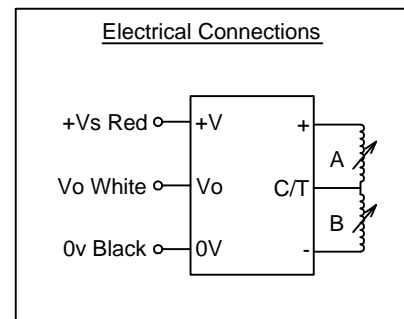 Electrical Connections
+Vs Red +V +
A
Vo White Vo C/T
B
0v Black 0V -